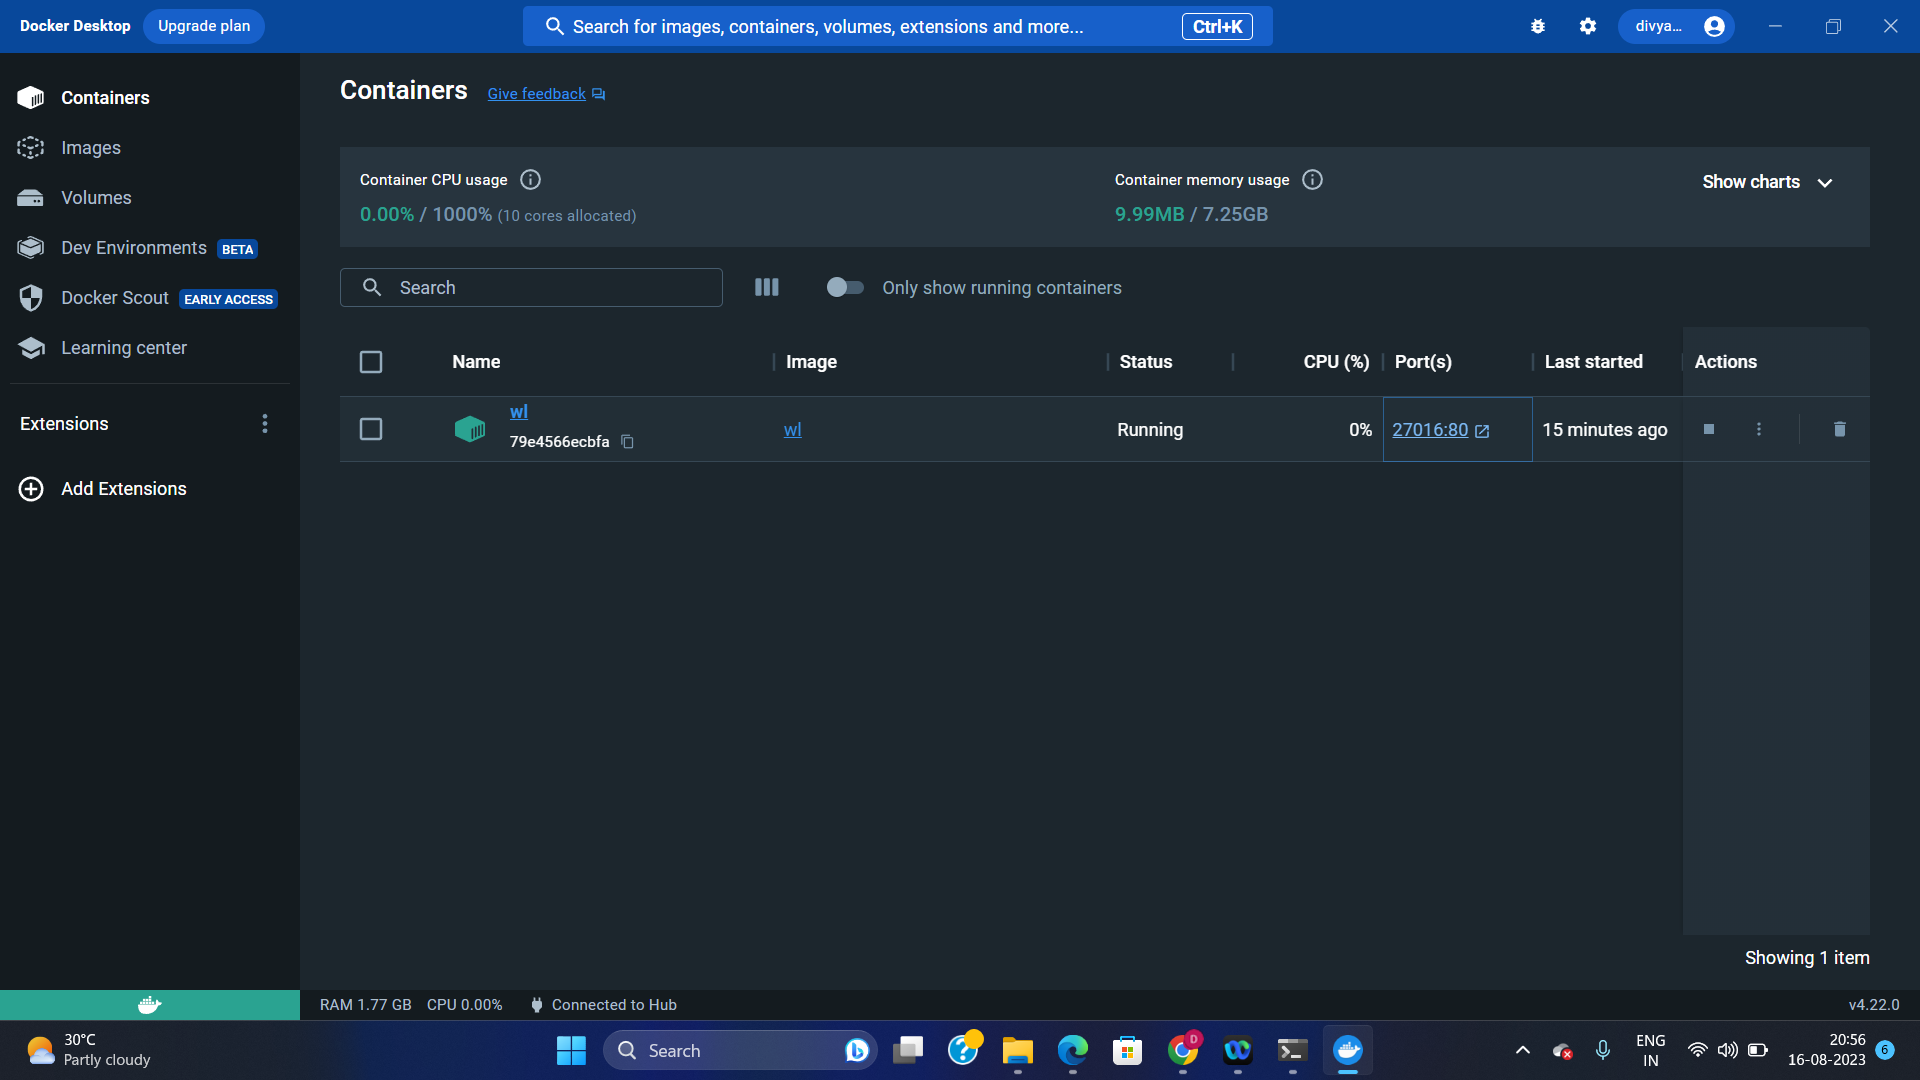 Docker Desktop Upgrade plan Search for images, containers, volumes, extensions and more... Ctrl+K divya...
Containers
Images
Volumes
Dev Environments BETA
Docker Scout EARLY ACCESS
Learning center
Extensions
Add Extensions
Containers Give feedback
Container CPU usage
0.00% / 1000% (10 cores allocated)
Container memory usage
9.99MB / 7.25GB
Show charts
Search
Only show running containers
Name Image Status CPU (%) Port(s) Last started Actions
wl
79e4566ecbfa
wl Running 0% 27016:80 15 minutes ago
Showing 1 item
RAM 1.77 GB CPU 0.00% Connected to Hub v4.22.0
30°C
Partly cloudy
Search
D
ENG
IN
20:56
16-08-2023
6